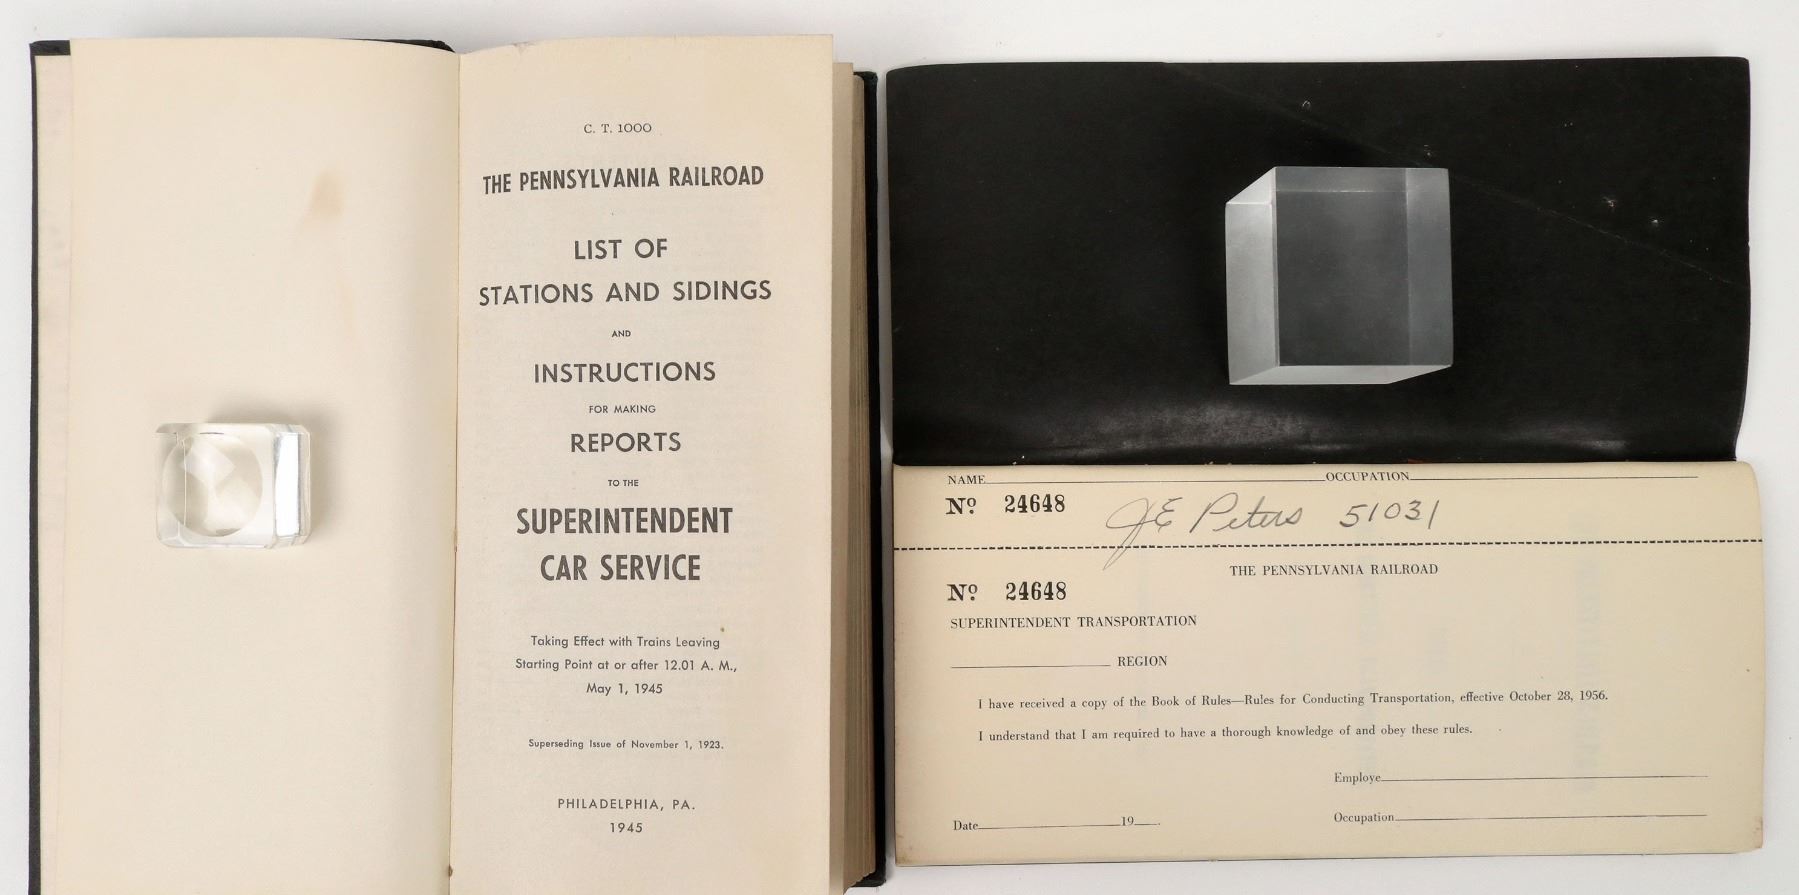 C. T. 1000
THE PENNSYLVANIA RAILROAD
LIST OF
STATIONS AND SIDINGS
AND
INSTRUCTIONS
FOR MAKING
REPORTS
TO THE
SUPERINTENDENT
CAR SERVICE
Taking Effect with Trains Leaving
Starting Point at or after 12.01 A. M.,
May 1, 1945
Superseding Issue of November 1, 1923.
PHILADELPHIA, PA.
1945
NAME OCCUPATION
Nº 24648 JE Peters 51031
THE PENNSYLVANIA RAILROAD
Nº 24648
SUPERINTENDENT TRANSPORTATION
REGION
I have received a copy of the Book of Rules—Rules for Conducting Transportation, effective October 28, 1956.
I understand that I am required to have a thorough knowledge of and obey these rules.
Employe
Date 19 . Occupation